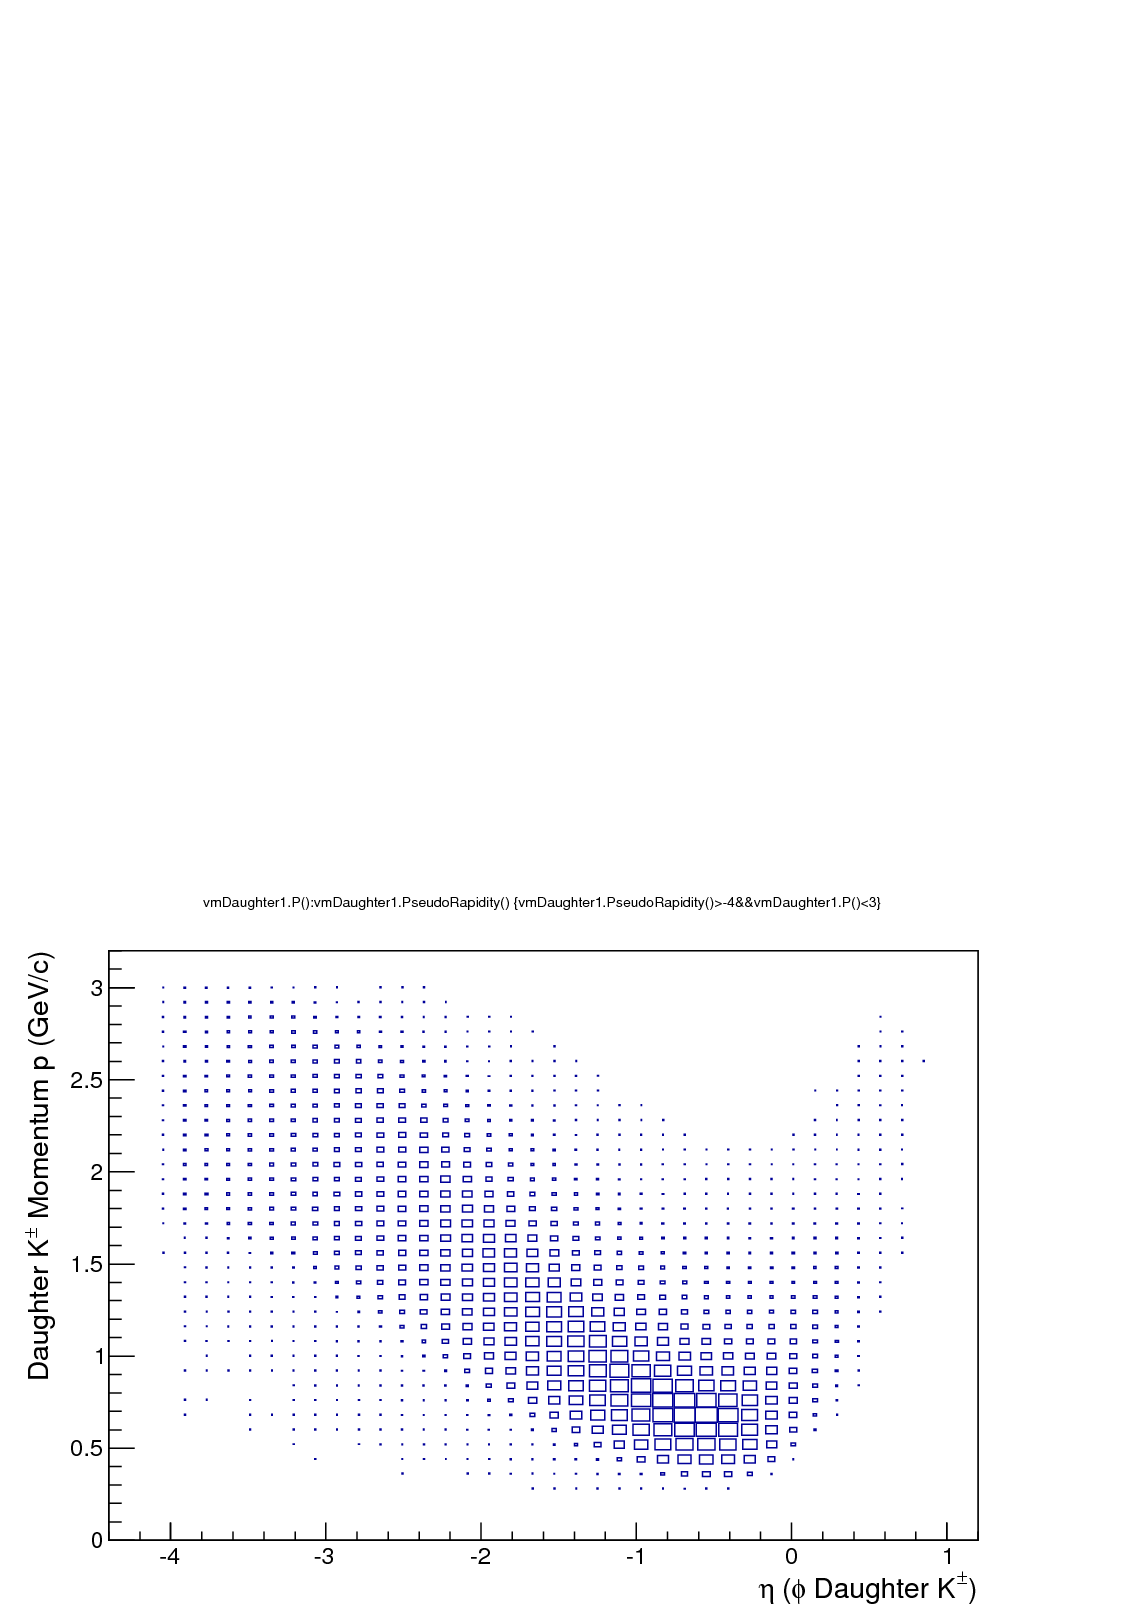 vmDaughter1.P():vmDaughter1.PseudoRapidity() {vmDaughter1.PseudoRapidity()>-4&&vmDaughter1.P()<3}
Daughter K± Momentum p (GeV/c)
3
2.5
2
1.5
1
0.5
0
-4 -3 -2 -1 0 1
η (ϕ Daughter K±)